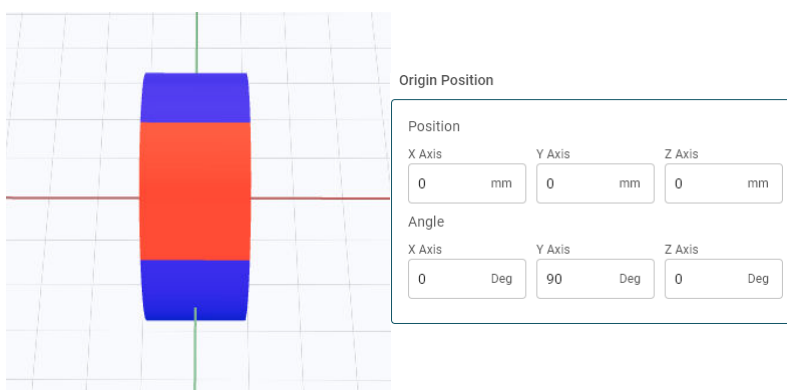 Origin Position
Position
X Axis Y Axis Z Axis
0 mm 0 mm 0 mm
Angle
X Axis Y Axis Z Axis
0 Deg 90 Deg 0 Deg